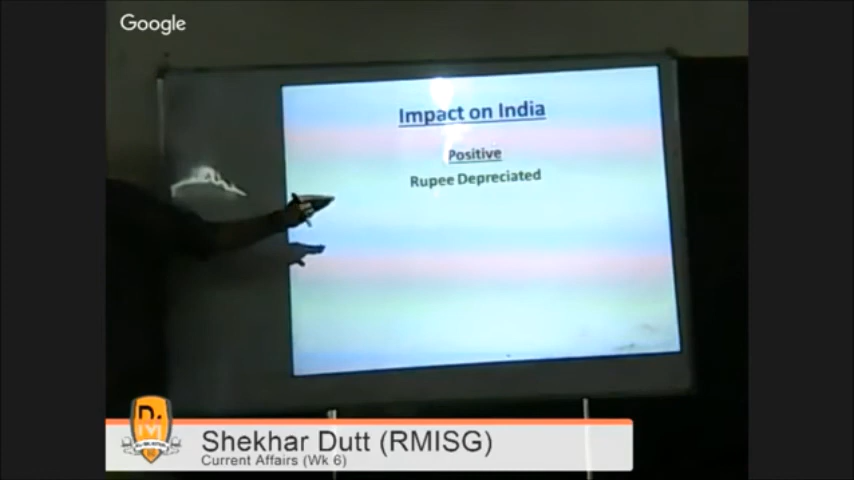 Google
Impact on India
Positive
Rupee Depreciated
Shekhar Dutt (RMISG)
Current Affairs (Wk 6)